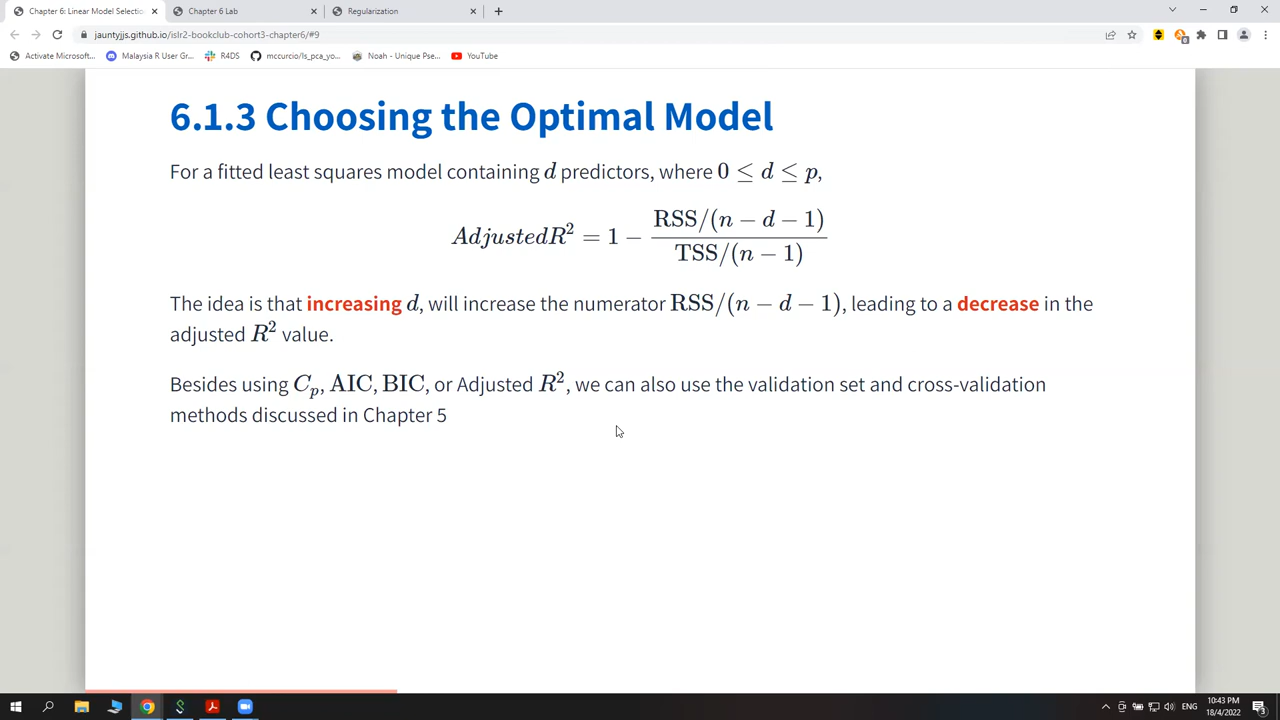 Chapter 6: Linear Model Selectio
Chapter 6 Lab
Regularization
jauntyjjs.github.io/islr2-bookclub-cohort3-chapter6/#9
Activate Microsoft...
Malaysia R User Gr...
R4DS
mccurcio/ls_pca_yo...
Noah - Unique Pse...
YouTube
6.1.3 Choosing the Optimal Model
For a fitted least squares model containing d predictors, where 0 ≤ d ≤ p,
AdjustedR² = 1 − RSS/(n − d − 1) / TSS/(n − 1)
The idea is that increasing d, will increase the numerator RSS/(n − d − 1), leading to a decrease in the
adjusted R² value.
Besides using Cₚ, AIC, BIC, or Adjusted R², we can also use the validation set and cross-validation
methods discussed in Chapter 5
10:43 PM
ENG
18/4/2022